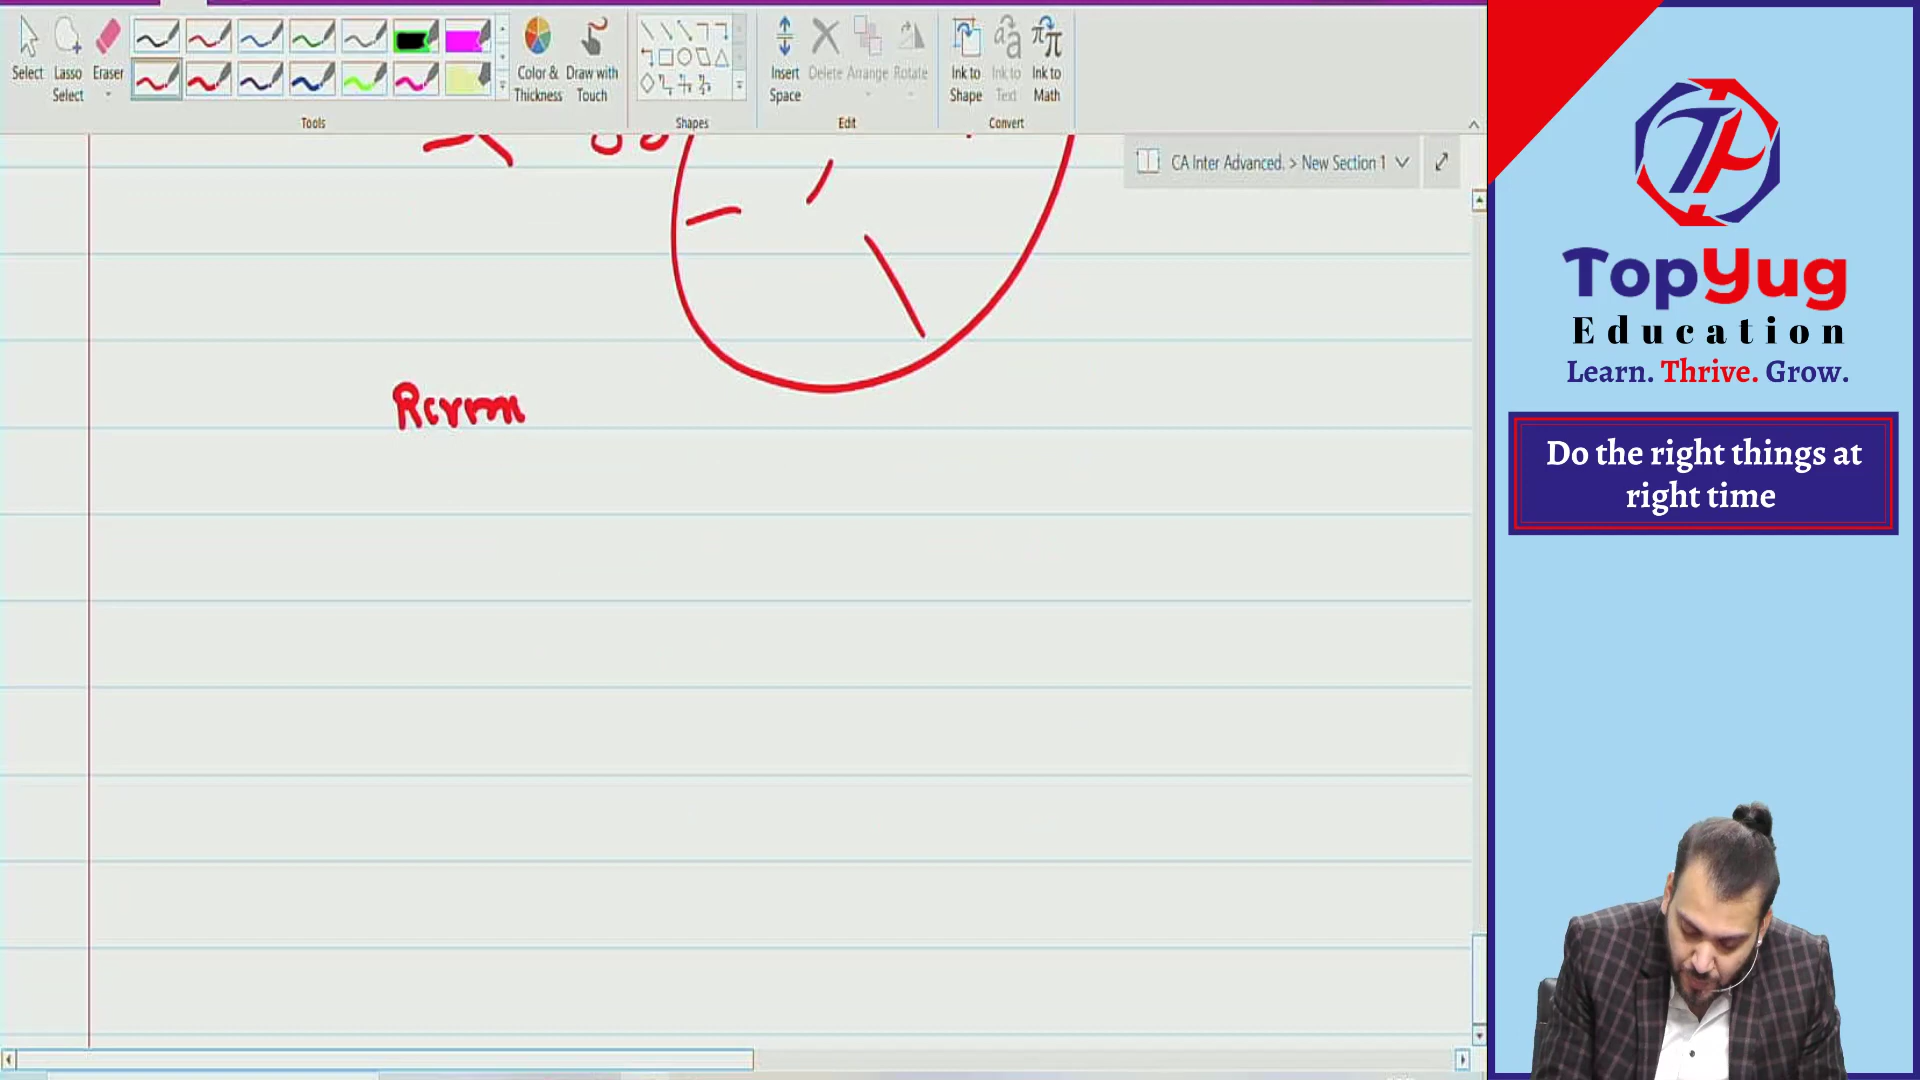 Select
Lasso Select
Eraser
Color & Thickness
Draw with Touch
Insert Space
Delete
Arrange
Rotate
Ink to Shape
Ink to Text
Ink to Math
Tools
Shapes
Edit
Convert
CA Inter Advanced. > New Section 1
TopYug
Education
Learn. Thrive. Grow.
Do the right things at
right time